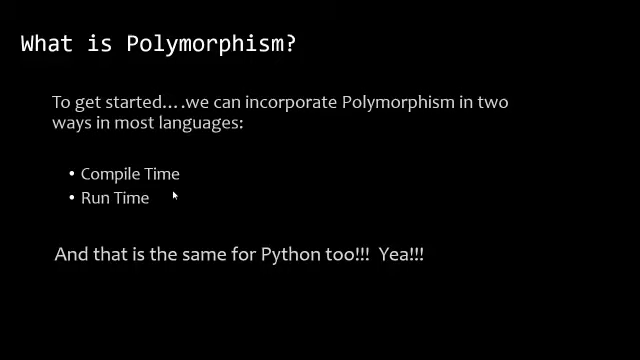 What is Polymorphism?
To get started….we can incorporate Polymorphism in two
ways in most languages:
• Compile Time
• Run Time
And that is the same for Python too!!! Yea!!!